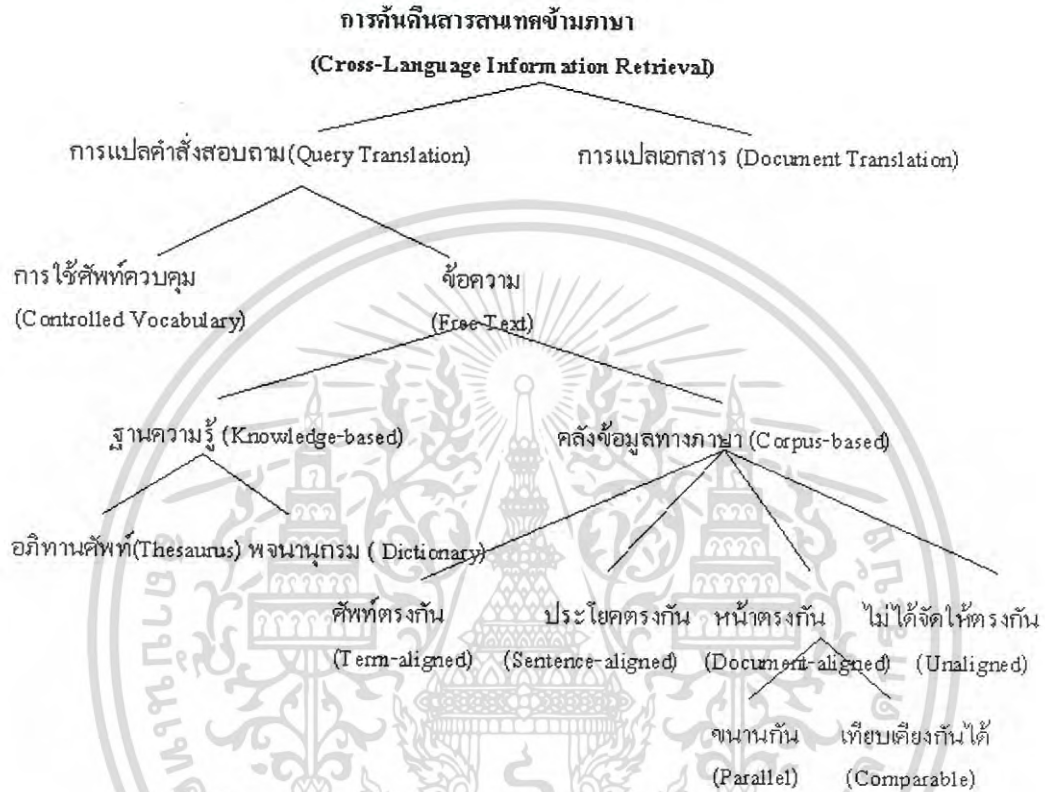 การค้นคืนสารสนเทศข้ามภาษา
(Cross-Language Information Retrieval)
การแปลคำสั่งสอบถาม(Query Translation) การแปลเอกสาร (Document Translation)
การใช้ศัพท์ควบคุม ข้อความ
(Controlled Vocabulary) (Free Text)
ฐานความรู้ (Knowledge-based) คลังข้อมูลทางภาษา (Corpus-based)
อภิทานศัพท์(Thesaurus) พจนานุกรม ( Dictionary)
ศัพท์ตรงกัน ประโยคตรงกัน หน้าตรงกัน ไม่ได้จัดให้ตรงกัน
(Term-aligned) (Sentence-aligned) (Document-aligned) (Unaligned)
ขนานกัน เทียบเคียงกันได้
(Parallel) (Comparable)